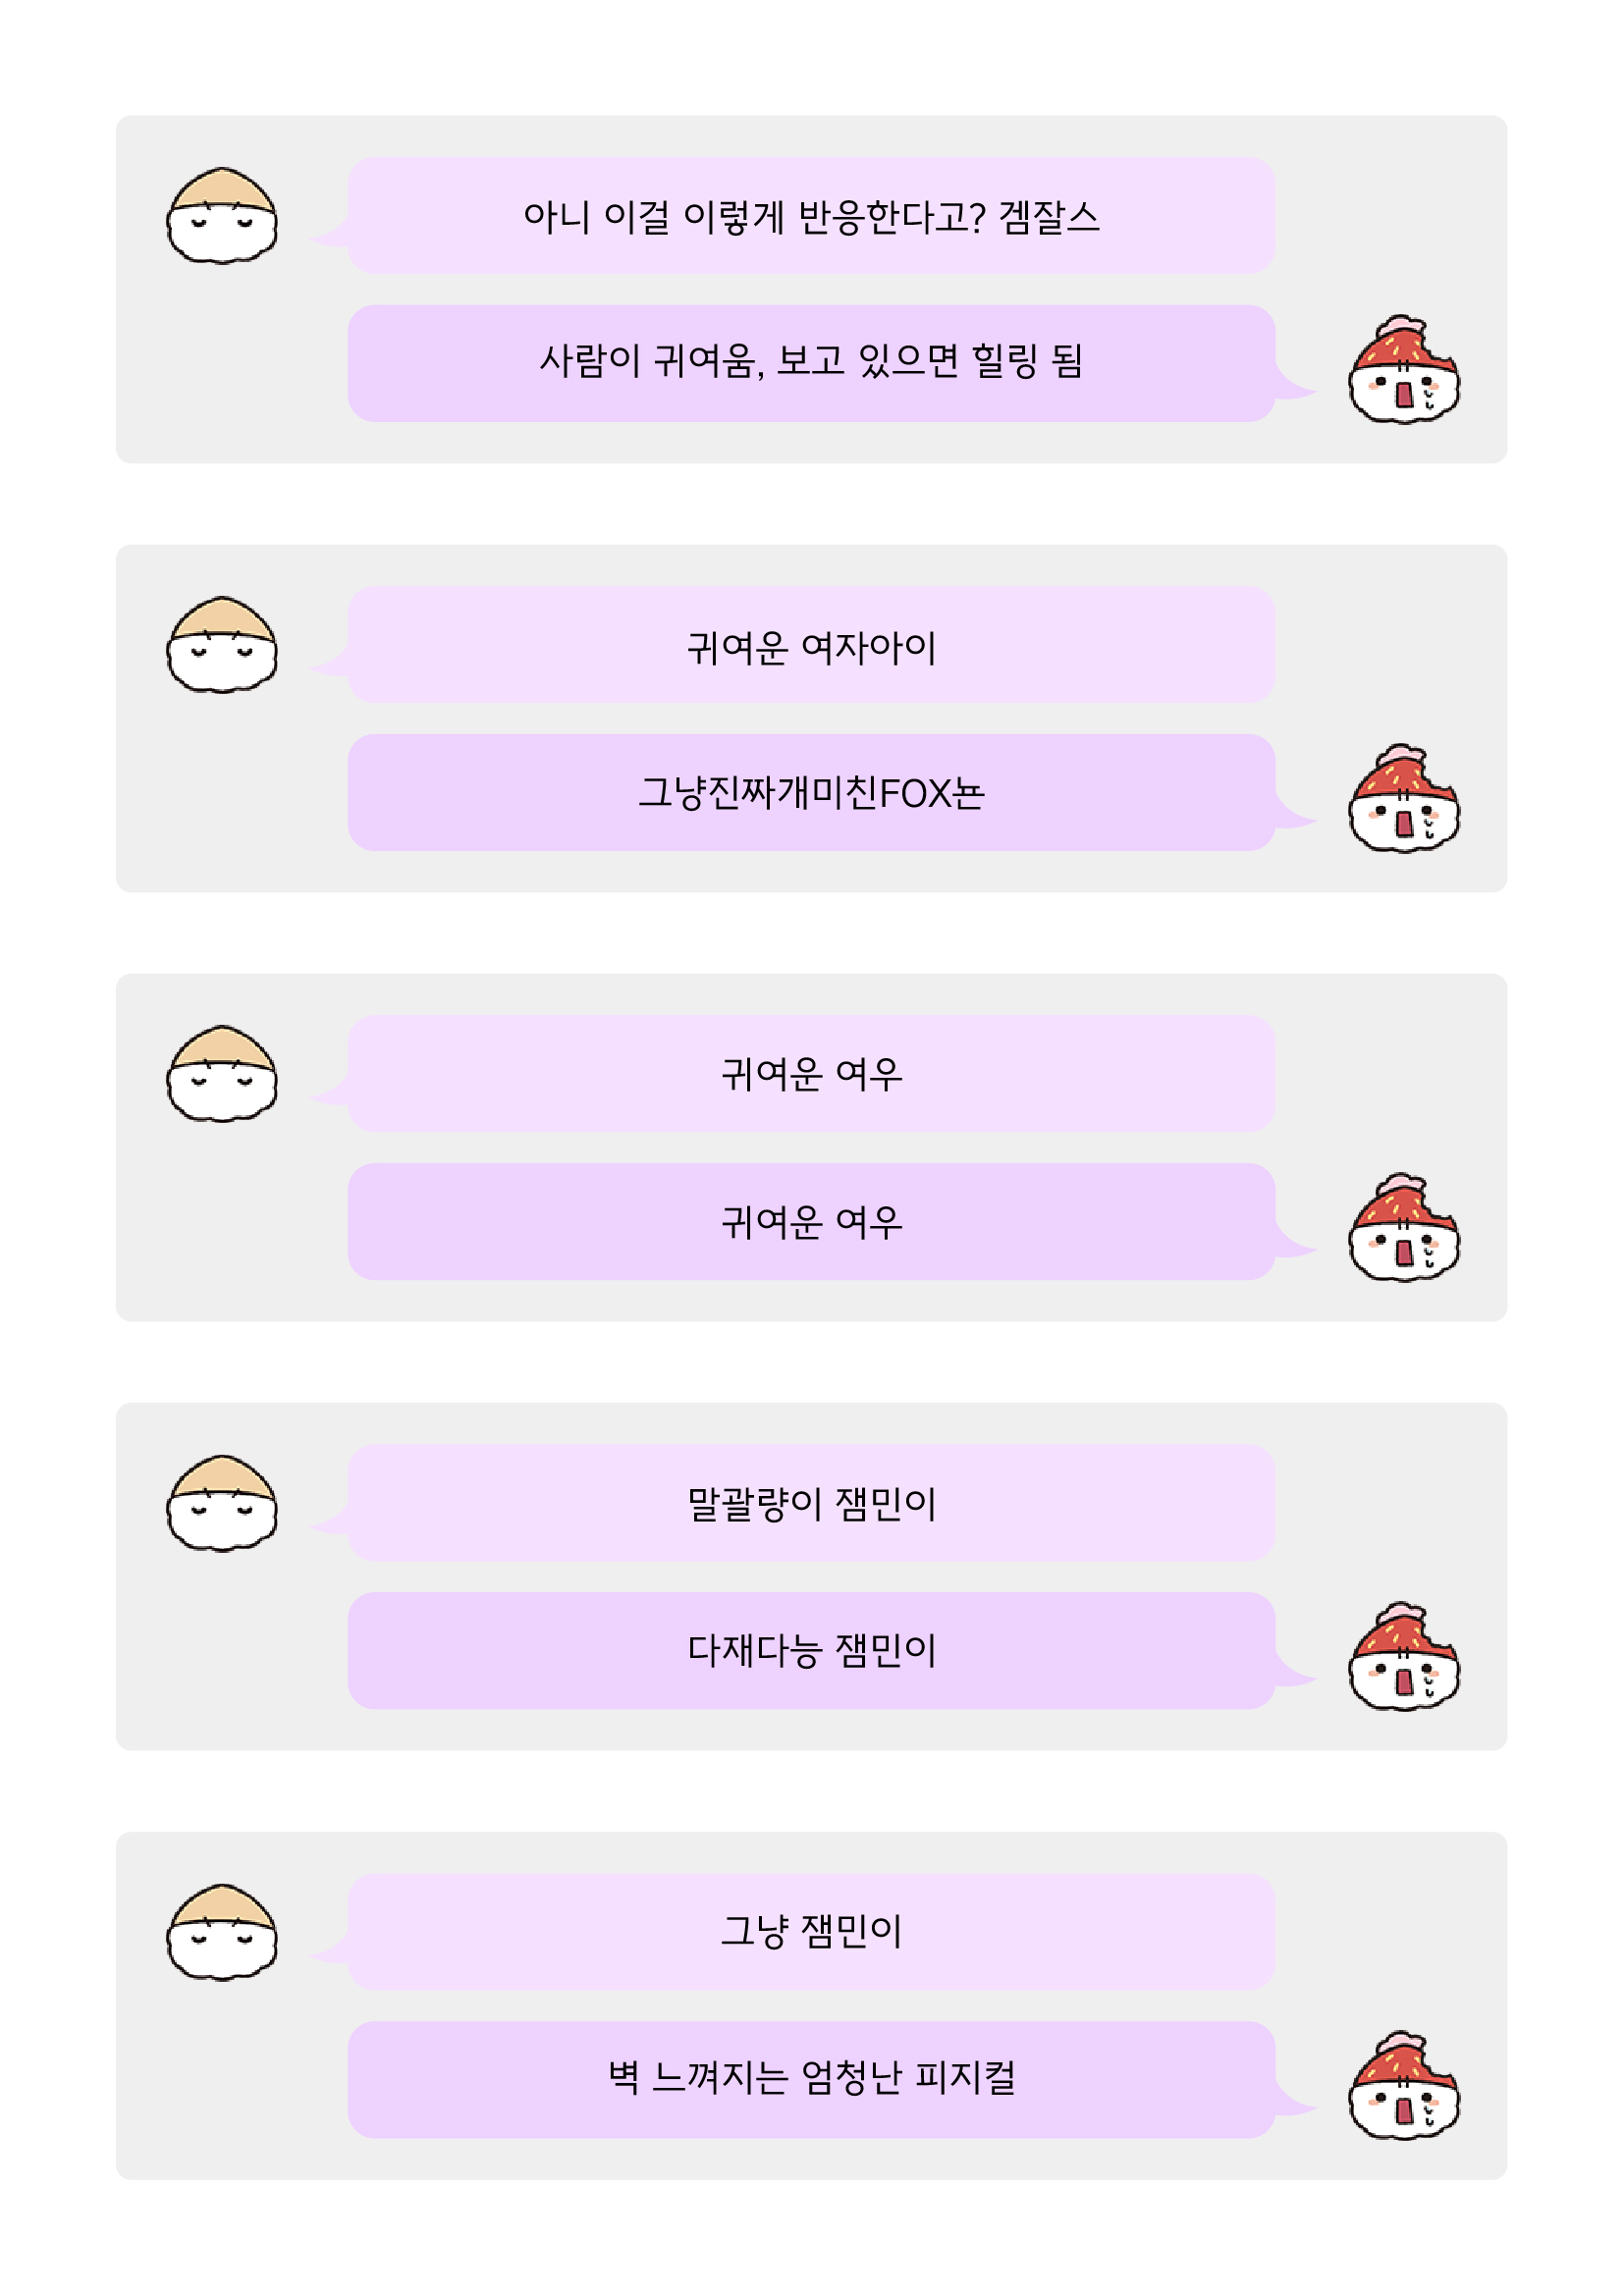 아니 이걸 이렇게 반응한다고? 겜잘스
사람이 귀여움, 보고 있으면 힐링 됨
귀여운 여자아이
그냥진짜개미친FOX뇬
귀여운 여우
귀여운 여우
말괄량이 잼민이
다재다능 잼민이
그냥 잼민이
벽 느껴지는 엄청난 피지컬